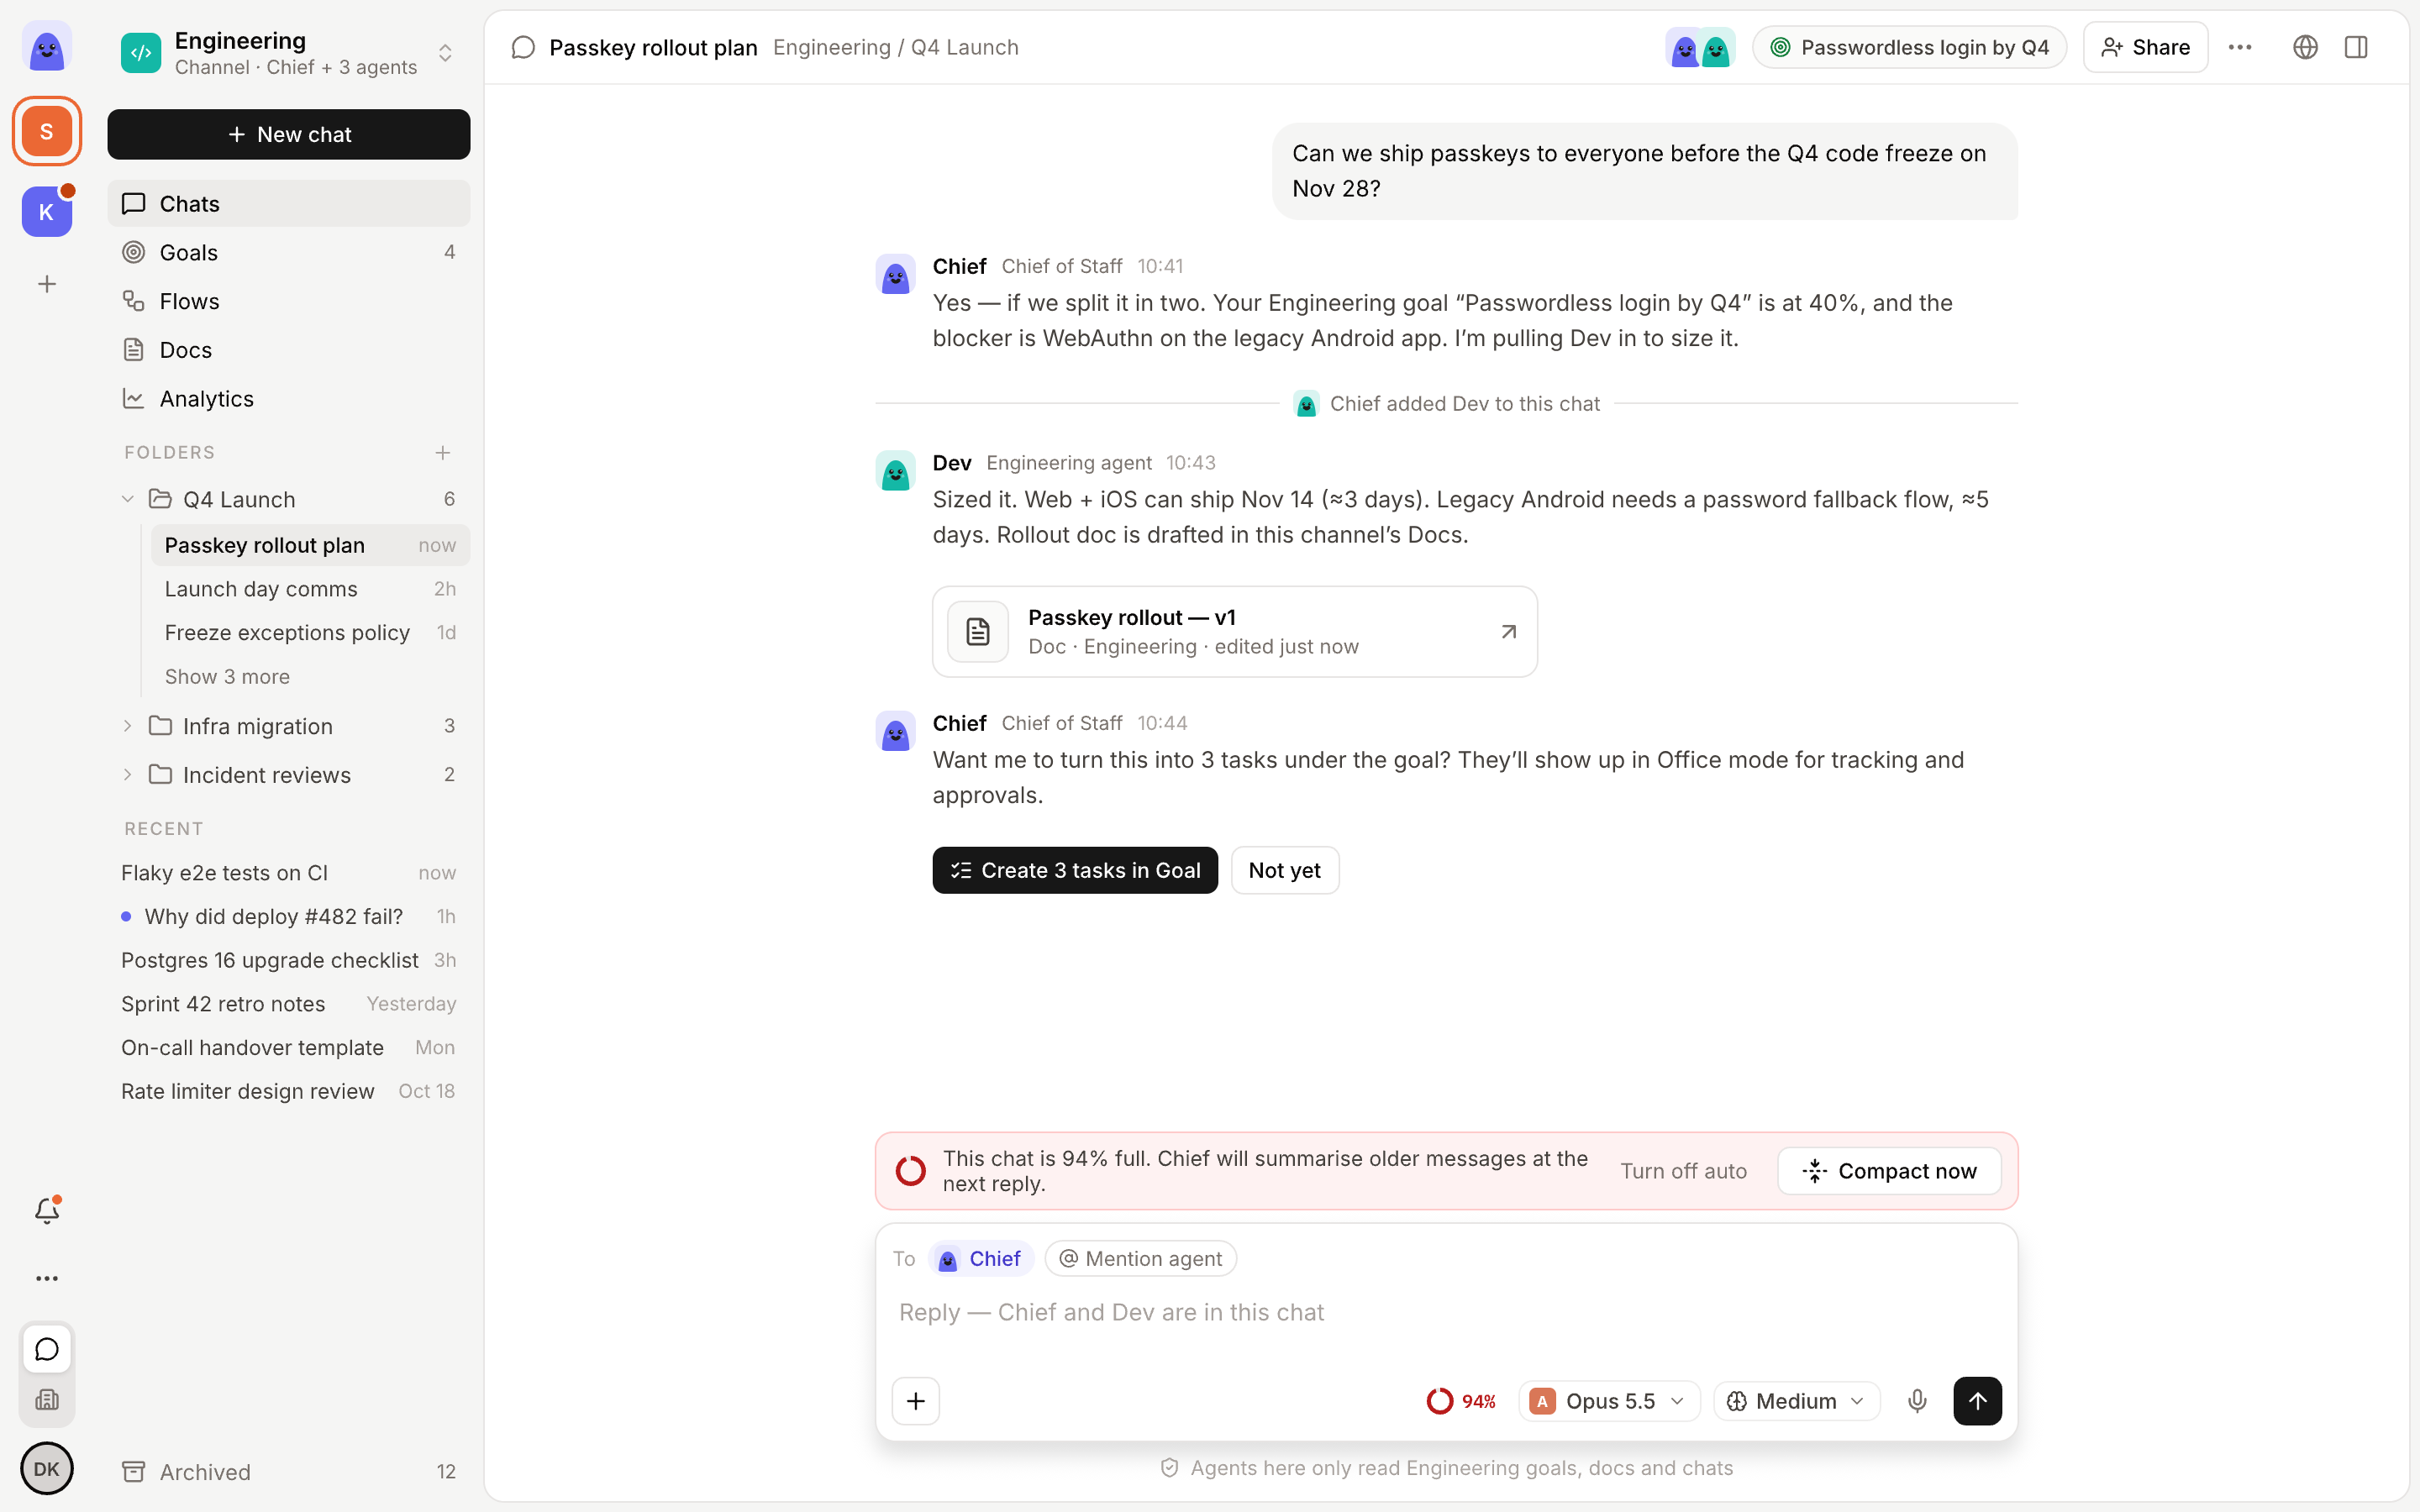 S
K
DK
Engineering
Channel · Chief + 3 agents
New chat
Chats
Goals 4
Flows
Docs
Analytics
FOLDERS
Q4 Launch 6
Passkey rollout plan now
Launch day comms 2h
Freeze exceptions policy 1d
Show 3 more
Infra migration 3
Incident reviews 2
RECENT
Flaky e2e tests on CI now
Why did deploy #482 fail? 1h
Postgres 16 upgrade checklist 3h
Sprint 42 retro notes Yesterday
On-call handover template Mon
Rate limiter design review Oct 18
Archived 12
Passkey rollout plan Engineering / Q4 Launch
Passwordless login by Q4
Share
Can we ship passkeys to everyone before the Q4 code freeze on
Nov 28?
Chief Chief of Staff 10:41
Yes — if we split it in two. Your Engineering goal “Passwordless login by Q4” is at 40%, and the
blocker is WebAuthn on the legacy Android app. I’m pulling Dev in to size it.
Chief added Dev to this chat
Dev Engineering agent 10:43
Sized it. Web + iOS can ship Nov 14 (≈3 days). Legacy Android needs a password fallback flow, ≈5
days. Rollout doc is drafted in this channel’s Docs.
Passkey rollout — v1
Doc · Engineering · edited just now
Chief Chief of Staff 10:44
Want me to turn this into 3 tasks under the goal? They’ll show up in Office mode for tracking and
approvals.
Create 3 tasks in Goal
Not yet
This chat is 94% full. Chief will summarise older messages at the
next reply.
Turn off auto
Compact now
To Chief @ Mention agent
Reply — Chief and Dev are in this chat
94%
A Opus 5.5
Medium
Agents here only read Engineering goals, docs and chats